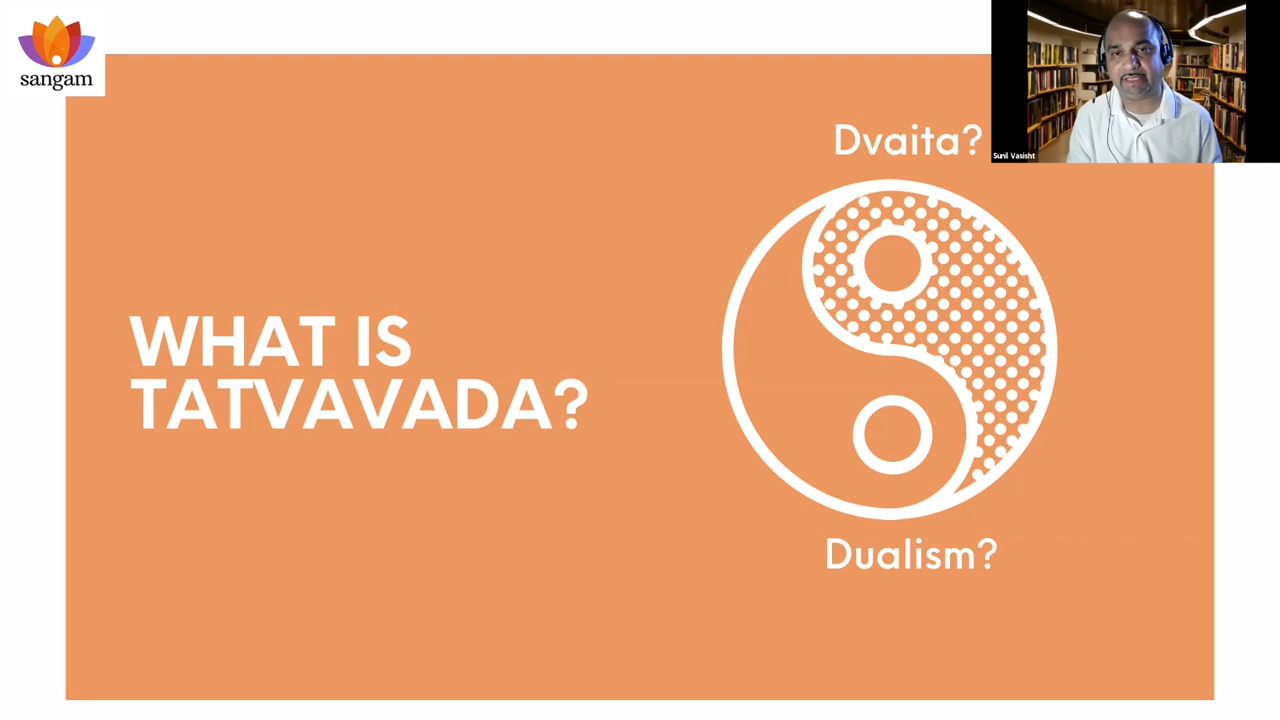 sangam
Dvaita?
Sunil Vasisht
WHAT IS
TATVAVADA?
Dualism?